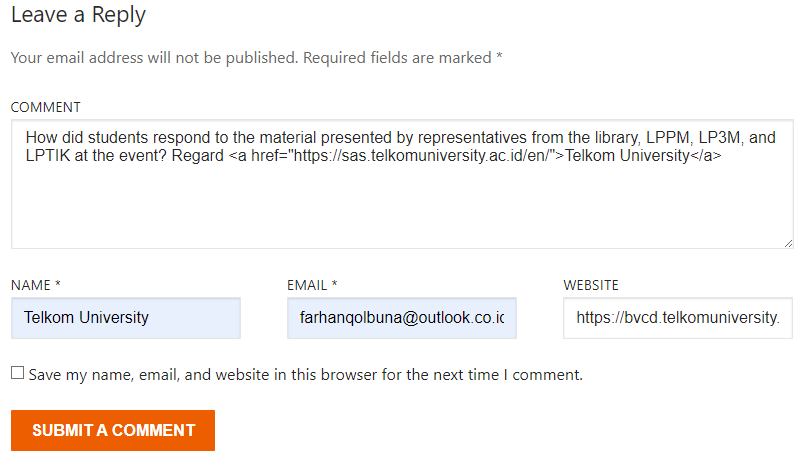 Leave a Reply
Your email address will not be published. Required fields are marked *
COMMENT
How did students respond to the material presented by representatives from the library, LPPM, LP3M, and
LPTIK at the event? Regard <a href="https://sas.telkomuniversity.ac.id/en/">Telkom University</a>
NAME *
EMAIL *
WEBSITE
Telkom University
farhanqolbuna@outlook.co.id
https://bvcd.telkomuniversity.
Save my name, email, and website in this browser for the next time I comment.
SUBMIT A COMMENT